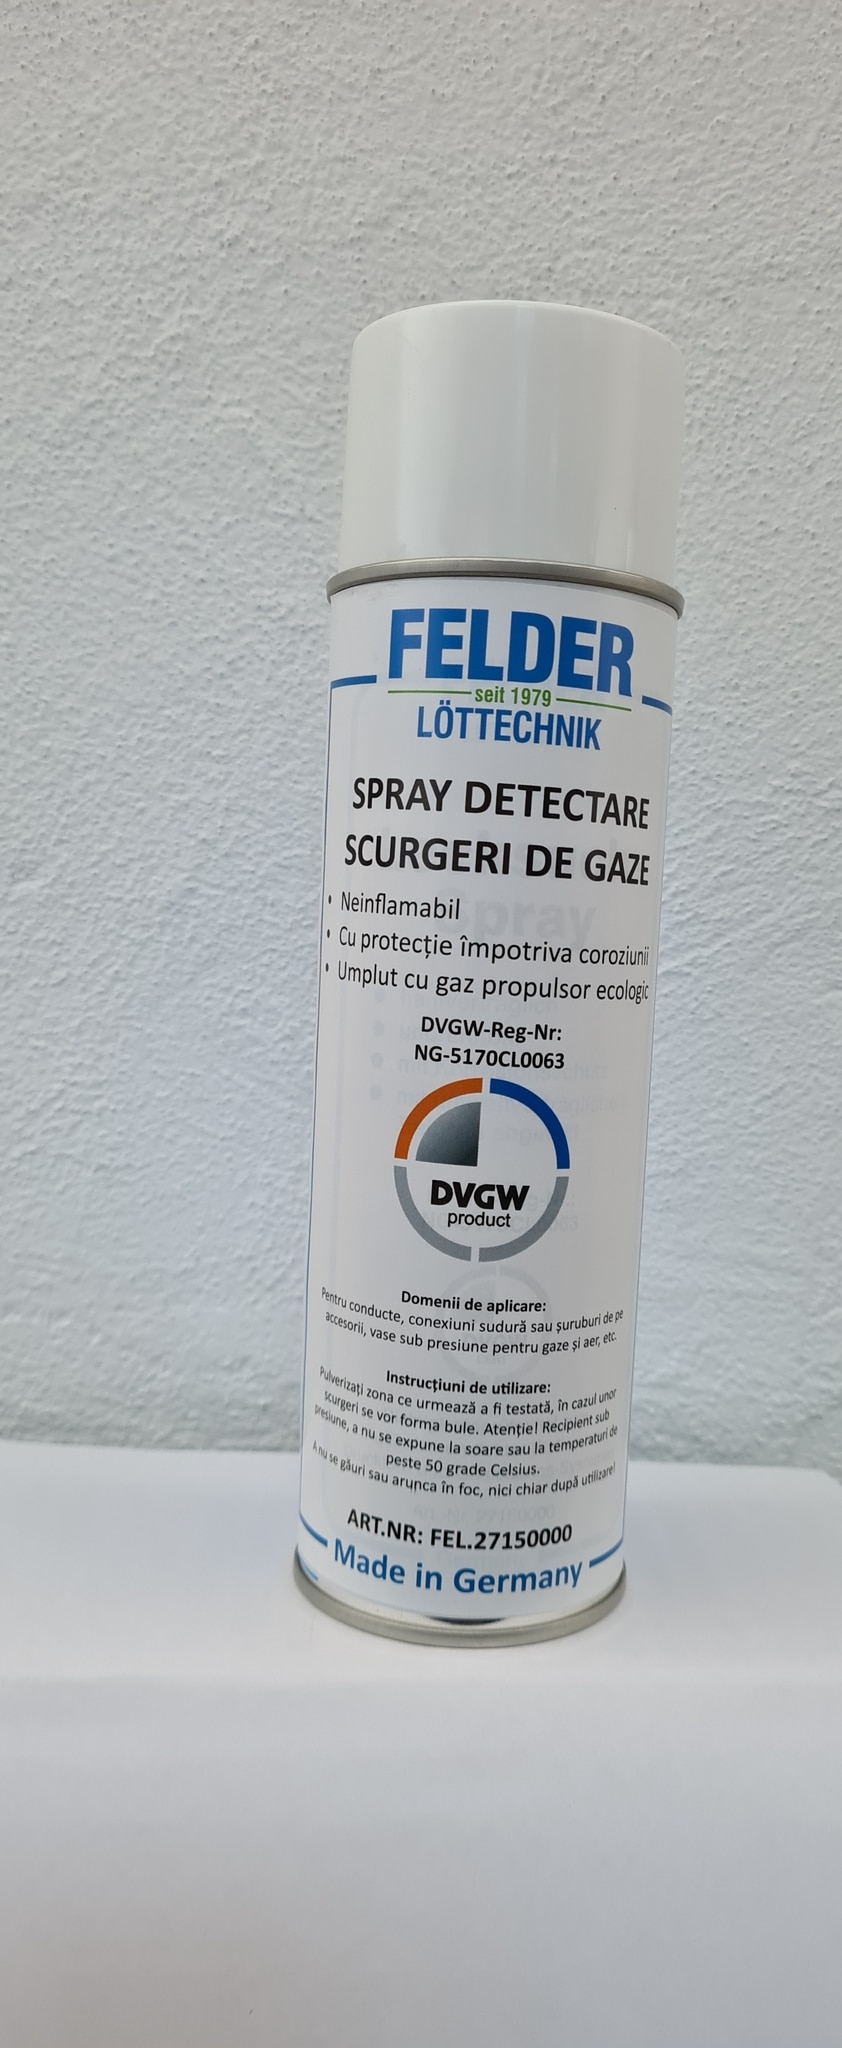 FELDER
seit 1979
LÖTTECHNIK
SPRAY DETECTARE
SCURGERI DE GAZE
• Neinflamabil
• Cu protecție împotriva coroziunii
• Umplut cu gaz propulsor ecologic
DVGW-Reg-Nr:
NG-5170CL0063
DVGW
product
Domenii de aplicare:
Pentru conducte, conexiuni sudură sau șuruburi de pe
accesorii, vase sub presiune pentru gaze și aer, etc.
Instrucțiuni de utilizare:
Pulverizați zona ce urmează a fi testată, în cazul unor
scurgeri se vor forma bule. Atenție! Recipient sub
presiune, a nu se expune la soare sau la temperaturi de
peste 50 grade Celsius.
A nu se găuri sau arunca în foc, nici chiar după utilizare!
ART.NR: FEL.27150000
Made in Germany